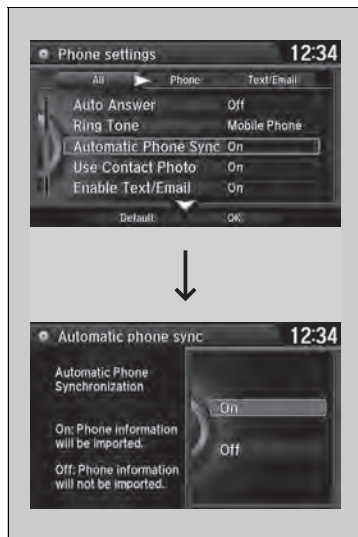 Phone settings 12:34
All Phone Text/Email
Auto Answer Off
Ring Tone Mobile Phone
Automatic Phone Sync On
Use Contact Photo On
Enable Text/Email On
Default OK
Automatic phone sync 12:34
Automatic Phone
Synchronization
On: Phone information
will be imported.
Off: Phone information
will not be imported.
On
Off